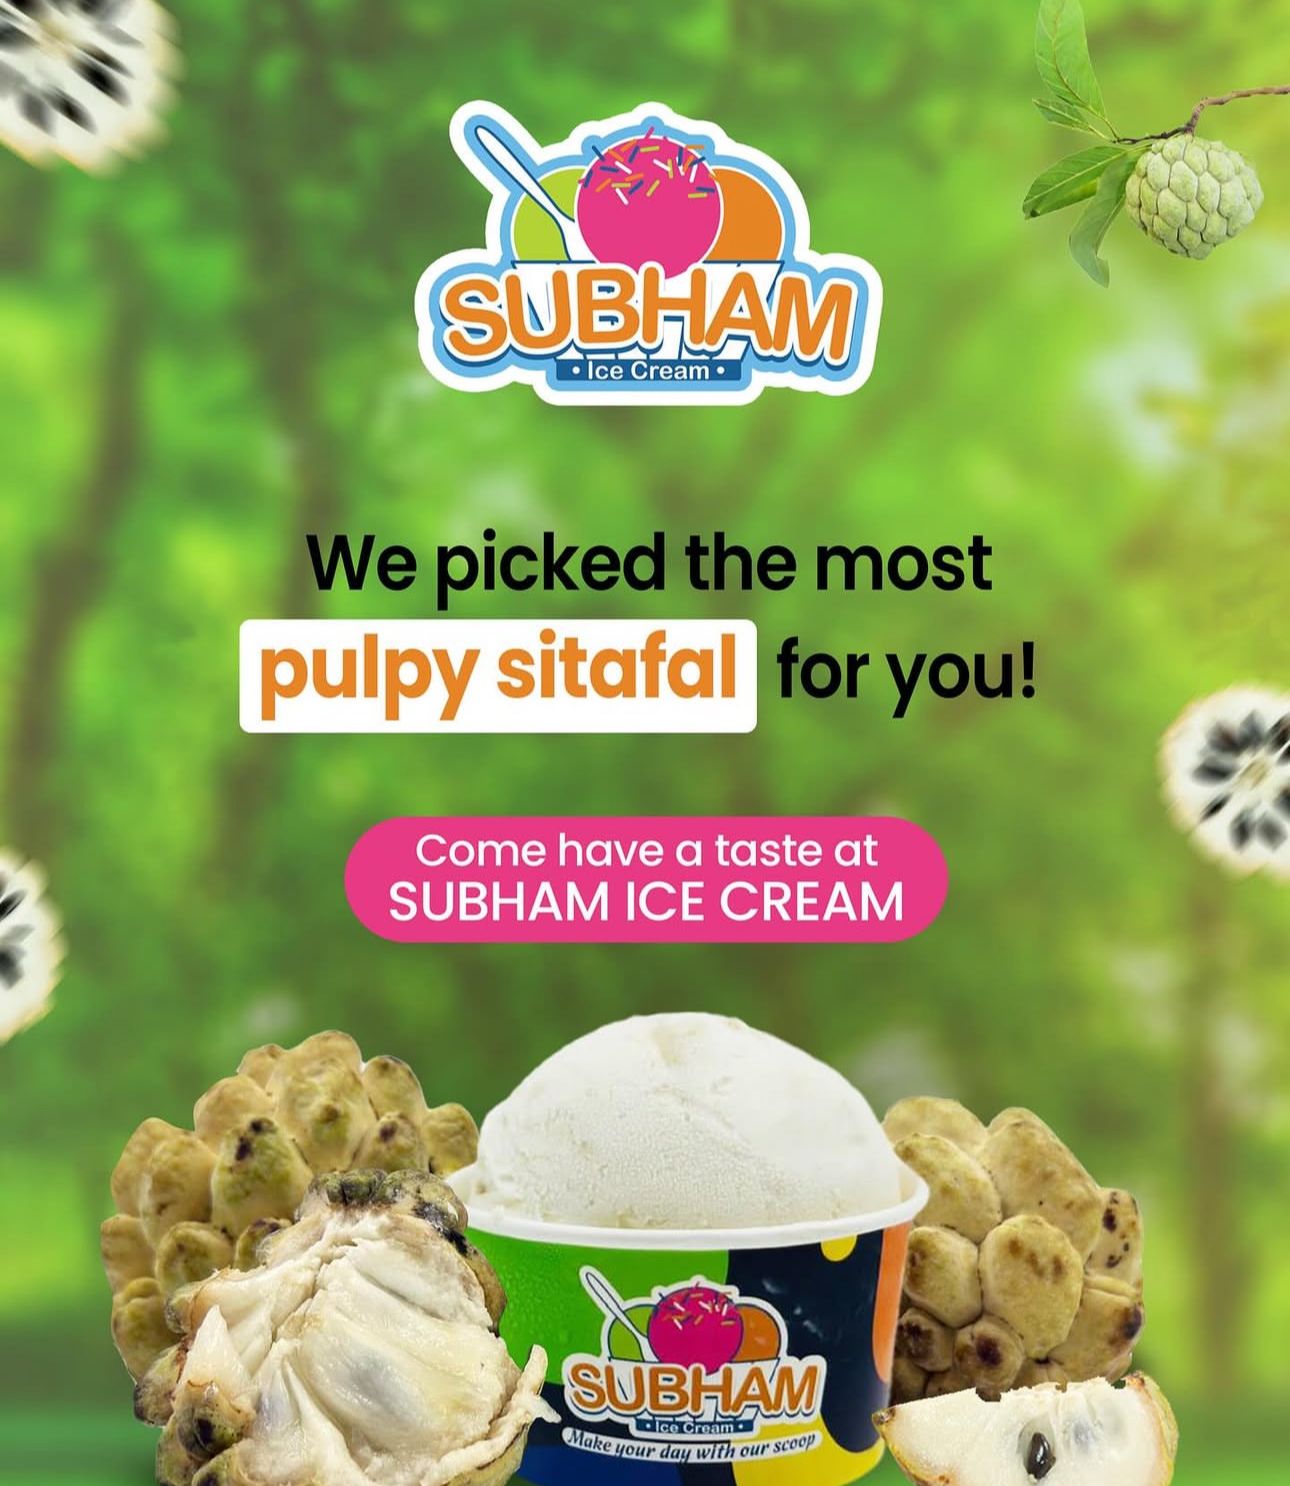 SUBHAM
• Ice Cream •
We picked the most
pulpy sitafal for you!
Come have a taste at
SUBHAM ICE CREAM
SUBHAM
• Ice Cream •
Make your day with our scoop